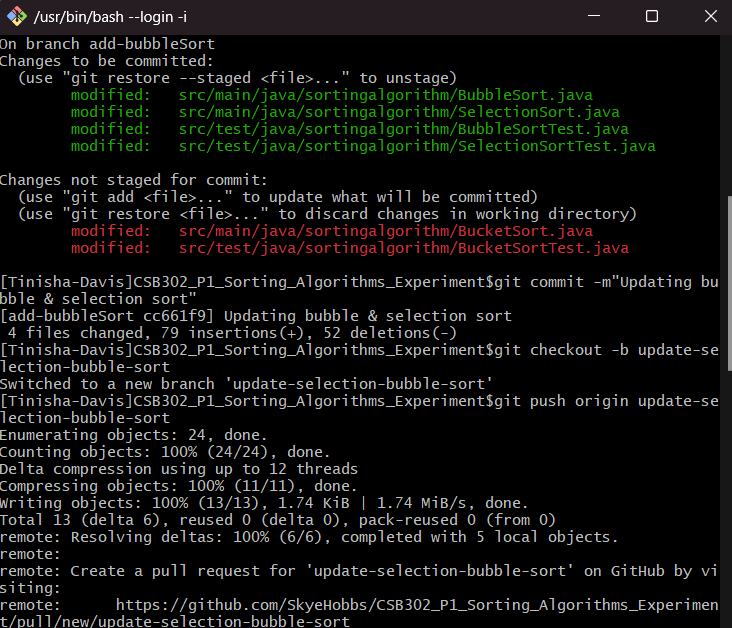 /usr/bin/bash --login -i
On branch add-bubbleSort
Changes to be committed:
  (use "git restore --staged <file>..." to unstage)
        modified:   src/main/java/sortingalgorithm/BubbleSort.java
        modified:   src/main/java/sortingalgorithm/SelectionSort.java
        modified:   src/test/java/sortingalgorithm/BubbleSortTest.java
        modified:   src/test/java/sortingalgorithm/SelectionSortTest.java

Changes not staged for commit:
  (use "git add <file>..." to update what will be committed)
  (use "git restore <file>..." to discard changes in working directory)
        modified:   src/main/java/sortingalgorithm/BucketSort.java
        modified:   src/test/java/sortingalgorithm/BucketSortTest.java

[Tinisha-Davis]CSB302_P1_Sorting_Algorithms_Experiment$git commit -m"Updating bu
bble & selection sort"
[add-bubbleSort cc661f9] Updating bubble & selection sort
 4 files changed, 79 insertions(+), 52 deletions(-)
[Tinisha-Davis]CSB302_P1_Sorting_Algorithms_Experiment$git checkout -b update-se
lection-bubble-sort
Switched to a new branch 'update-selection-bubble-sort'
[Tinisha-Davis]CSB302_P1_Sorting_Algorithms_Experiment$git push origin update-se
lection-bubble-sort
Enumerating objects: 24, done.
Counting objects: 100% (24/24), done.
Delta compression using up to 12 threads
Compressing objects: 100% (11/11), done.
Writing objects: 100% (13/13), 1.74 KiB | 1.74 MiB/s, done.
Total 13 (delta 6), reused 0 (delta 0), pack-reused 0 (from 0)
remote: Resolving deltas: 100% (6/6), completed with 5 local objects.
remote:
remote: Create a pull request for 'update-selection-bubble-sort' on GitHub by vi
siting:
remote:      https://github.com/SkyeHobbs/CSB302_P1_Sorting_Algorithms_Experimen
t/pull/new/update-selection-bubble-sort